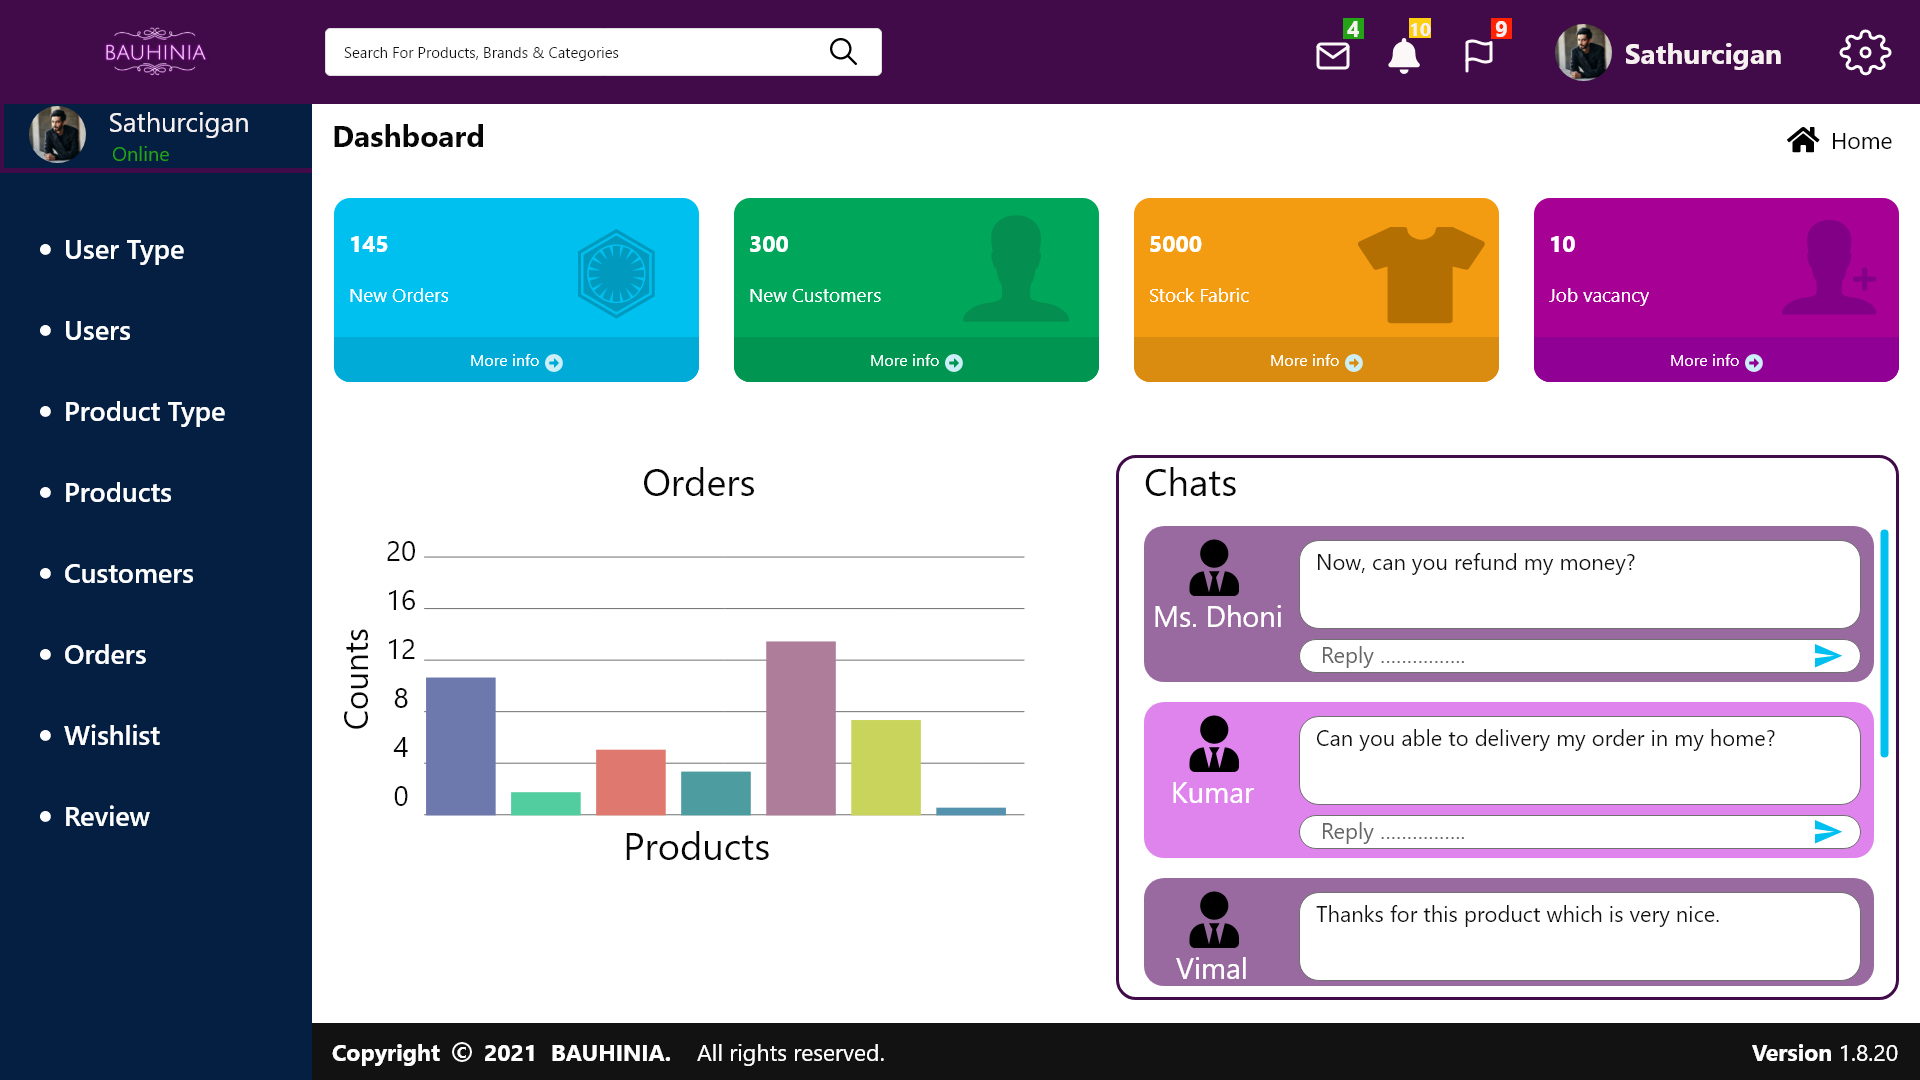 BAUHINIA
Search For Products, Brands & Categories
4
10
9
Sathurcigan
Sathurcigan
Online
Dashboard
Home
User Type
Users
Product Type
Products
Customers
Orders
Wishlist
Review
145
New Orders
More info
300
New Customers
More info
5000
Stock Fabric
More info
10
Job vacancy
More info
Orders
20
16
12
8
4
0
Counts
Products
Chats
Now, can you refund my money?
Ms. Dhoni
Reply ................
Can you able to delivery my order in my home?
Kumar
Reply ................
Thanks for this product which is very nice.
Vimal
Copyright © 2021 BAUHINIA. All rights reserved.
Version 1.8.20